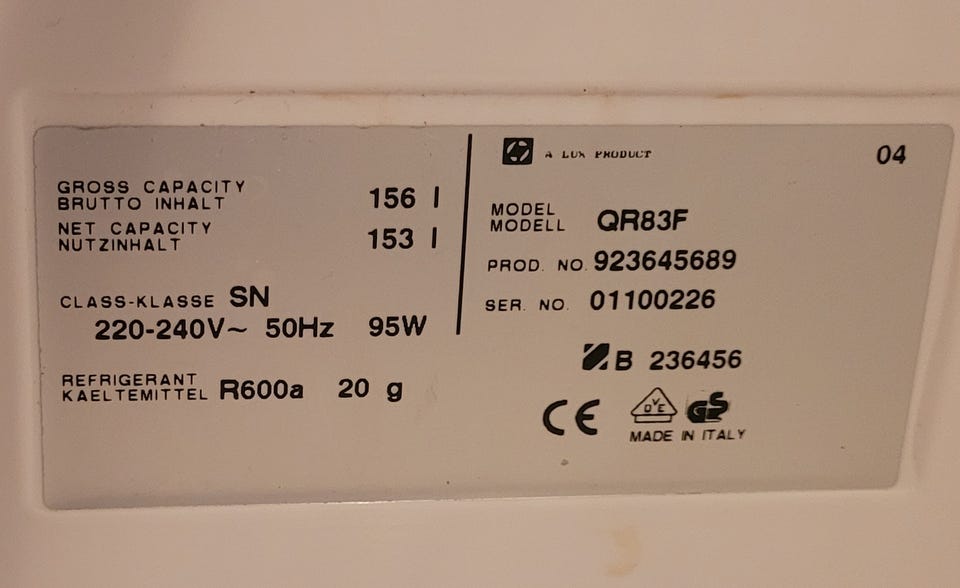 GROSS CAPACITY
BRUTTO INHALT 156 l
NET CAPACITY
NUTZINHALT 153 l
CLASS-KLASSE SN
220-240V~ 50Hz 95W
REFRIGERANT
KAELTEMITTEL R600a 20 g
A LUX PRODUCT 04
MODEL
MODELL QR83F
PROD. NO. 923645689
SER. NO. 01100226
B 236456
CE OVE GS
MADE IN ITALY